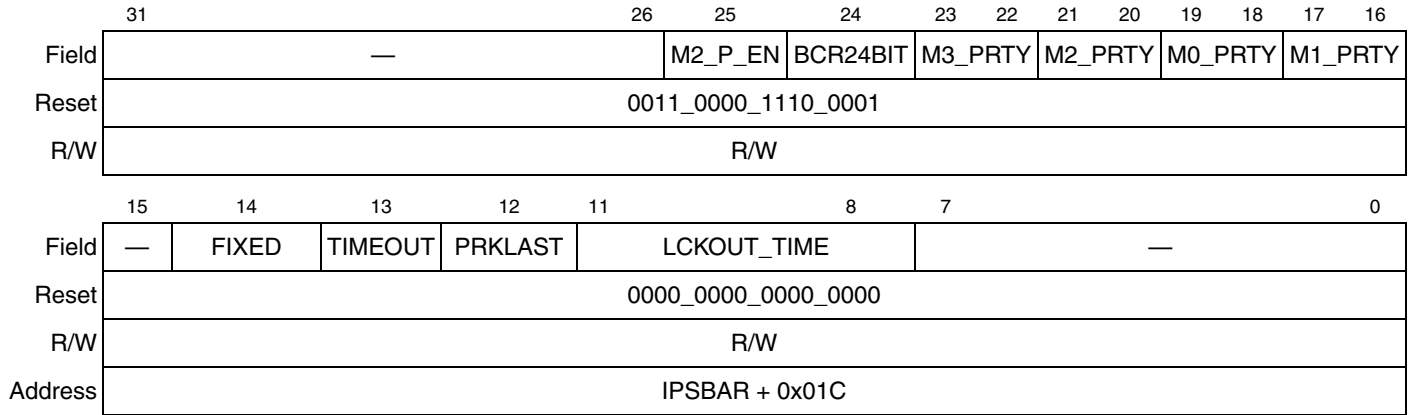 31 26 25 24 23 22 21 20 19 18 17 16
Field — M2_P_EN BCR24BIT M3_PRTY M2_PRTY M0_PRTY M1_PRTY
Reset 0011_0000_1110_0001
R/W R/W
15 14 13 12 11 8 7 0
Field — FIXED TIMEOUT PRKLAST LCKOUT_TIME —
Reset 0000_0000_0000_0000
R/W R/W
Address IPSBAR + 0x01C